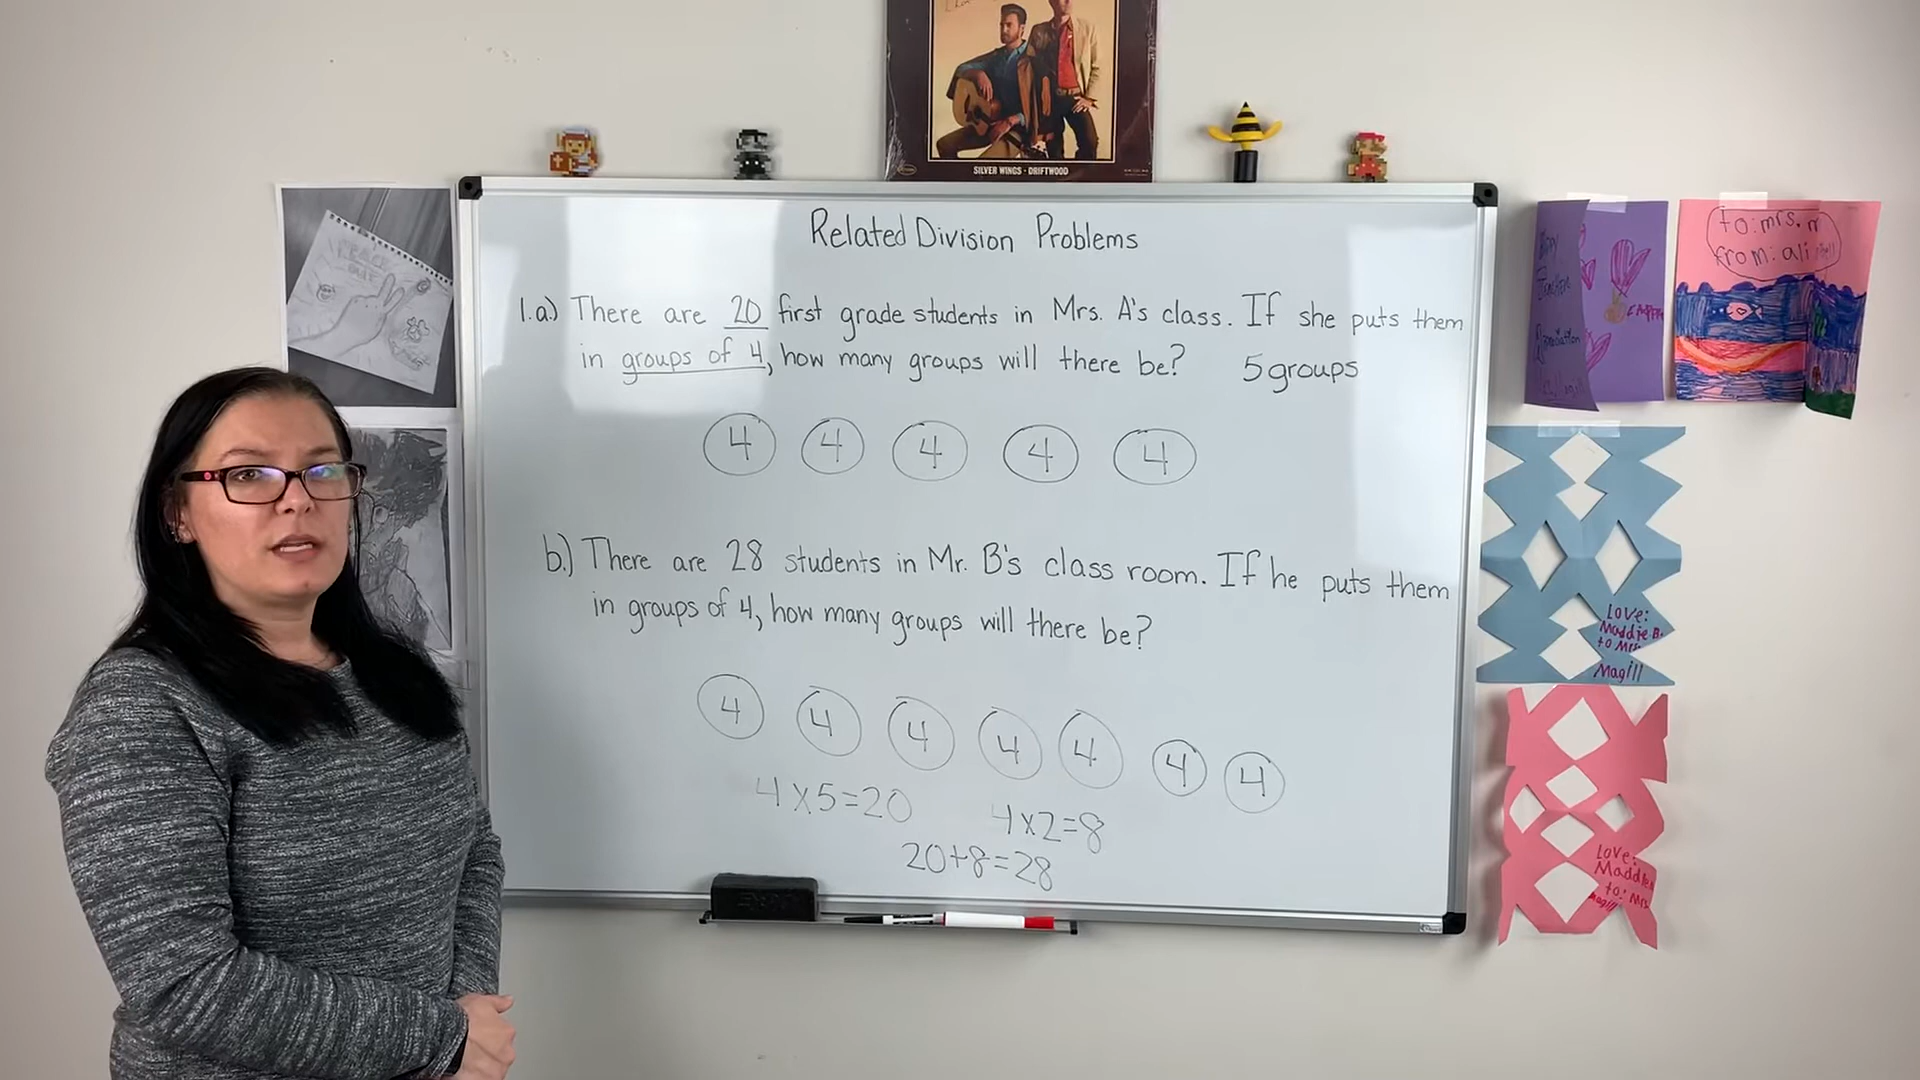 SILVER WINGS · DRIFTWOOD
Related Division Problems
1.a.) There are 20 first grade students in Mrs. A's class. If she puts them
in groups of 4, how many groups will there be? 5 groups
4 4 4 4 4
b.) There are 28 students in Mr. B's class room. If he puts them
in groups of 4, how many groups will there be?
4 4 4 4 4 4 4
4x5=20 4x2=8
20+8=28
to: mrs. m
from: ali
Love:
Maddie B.
to Mrs.
Magill
Love:
to: Mrs.
magill